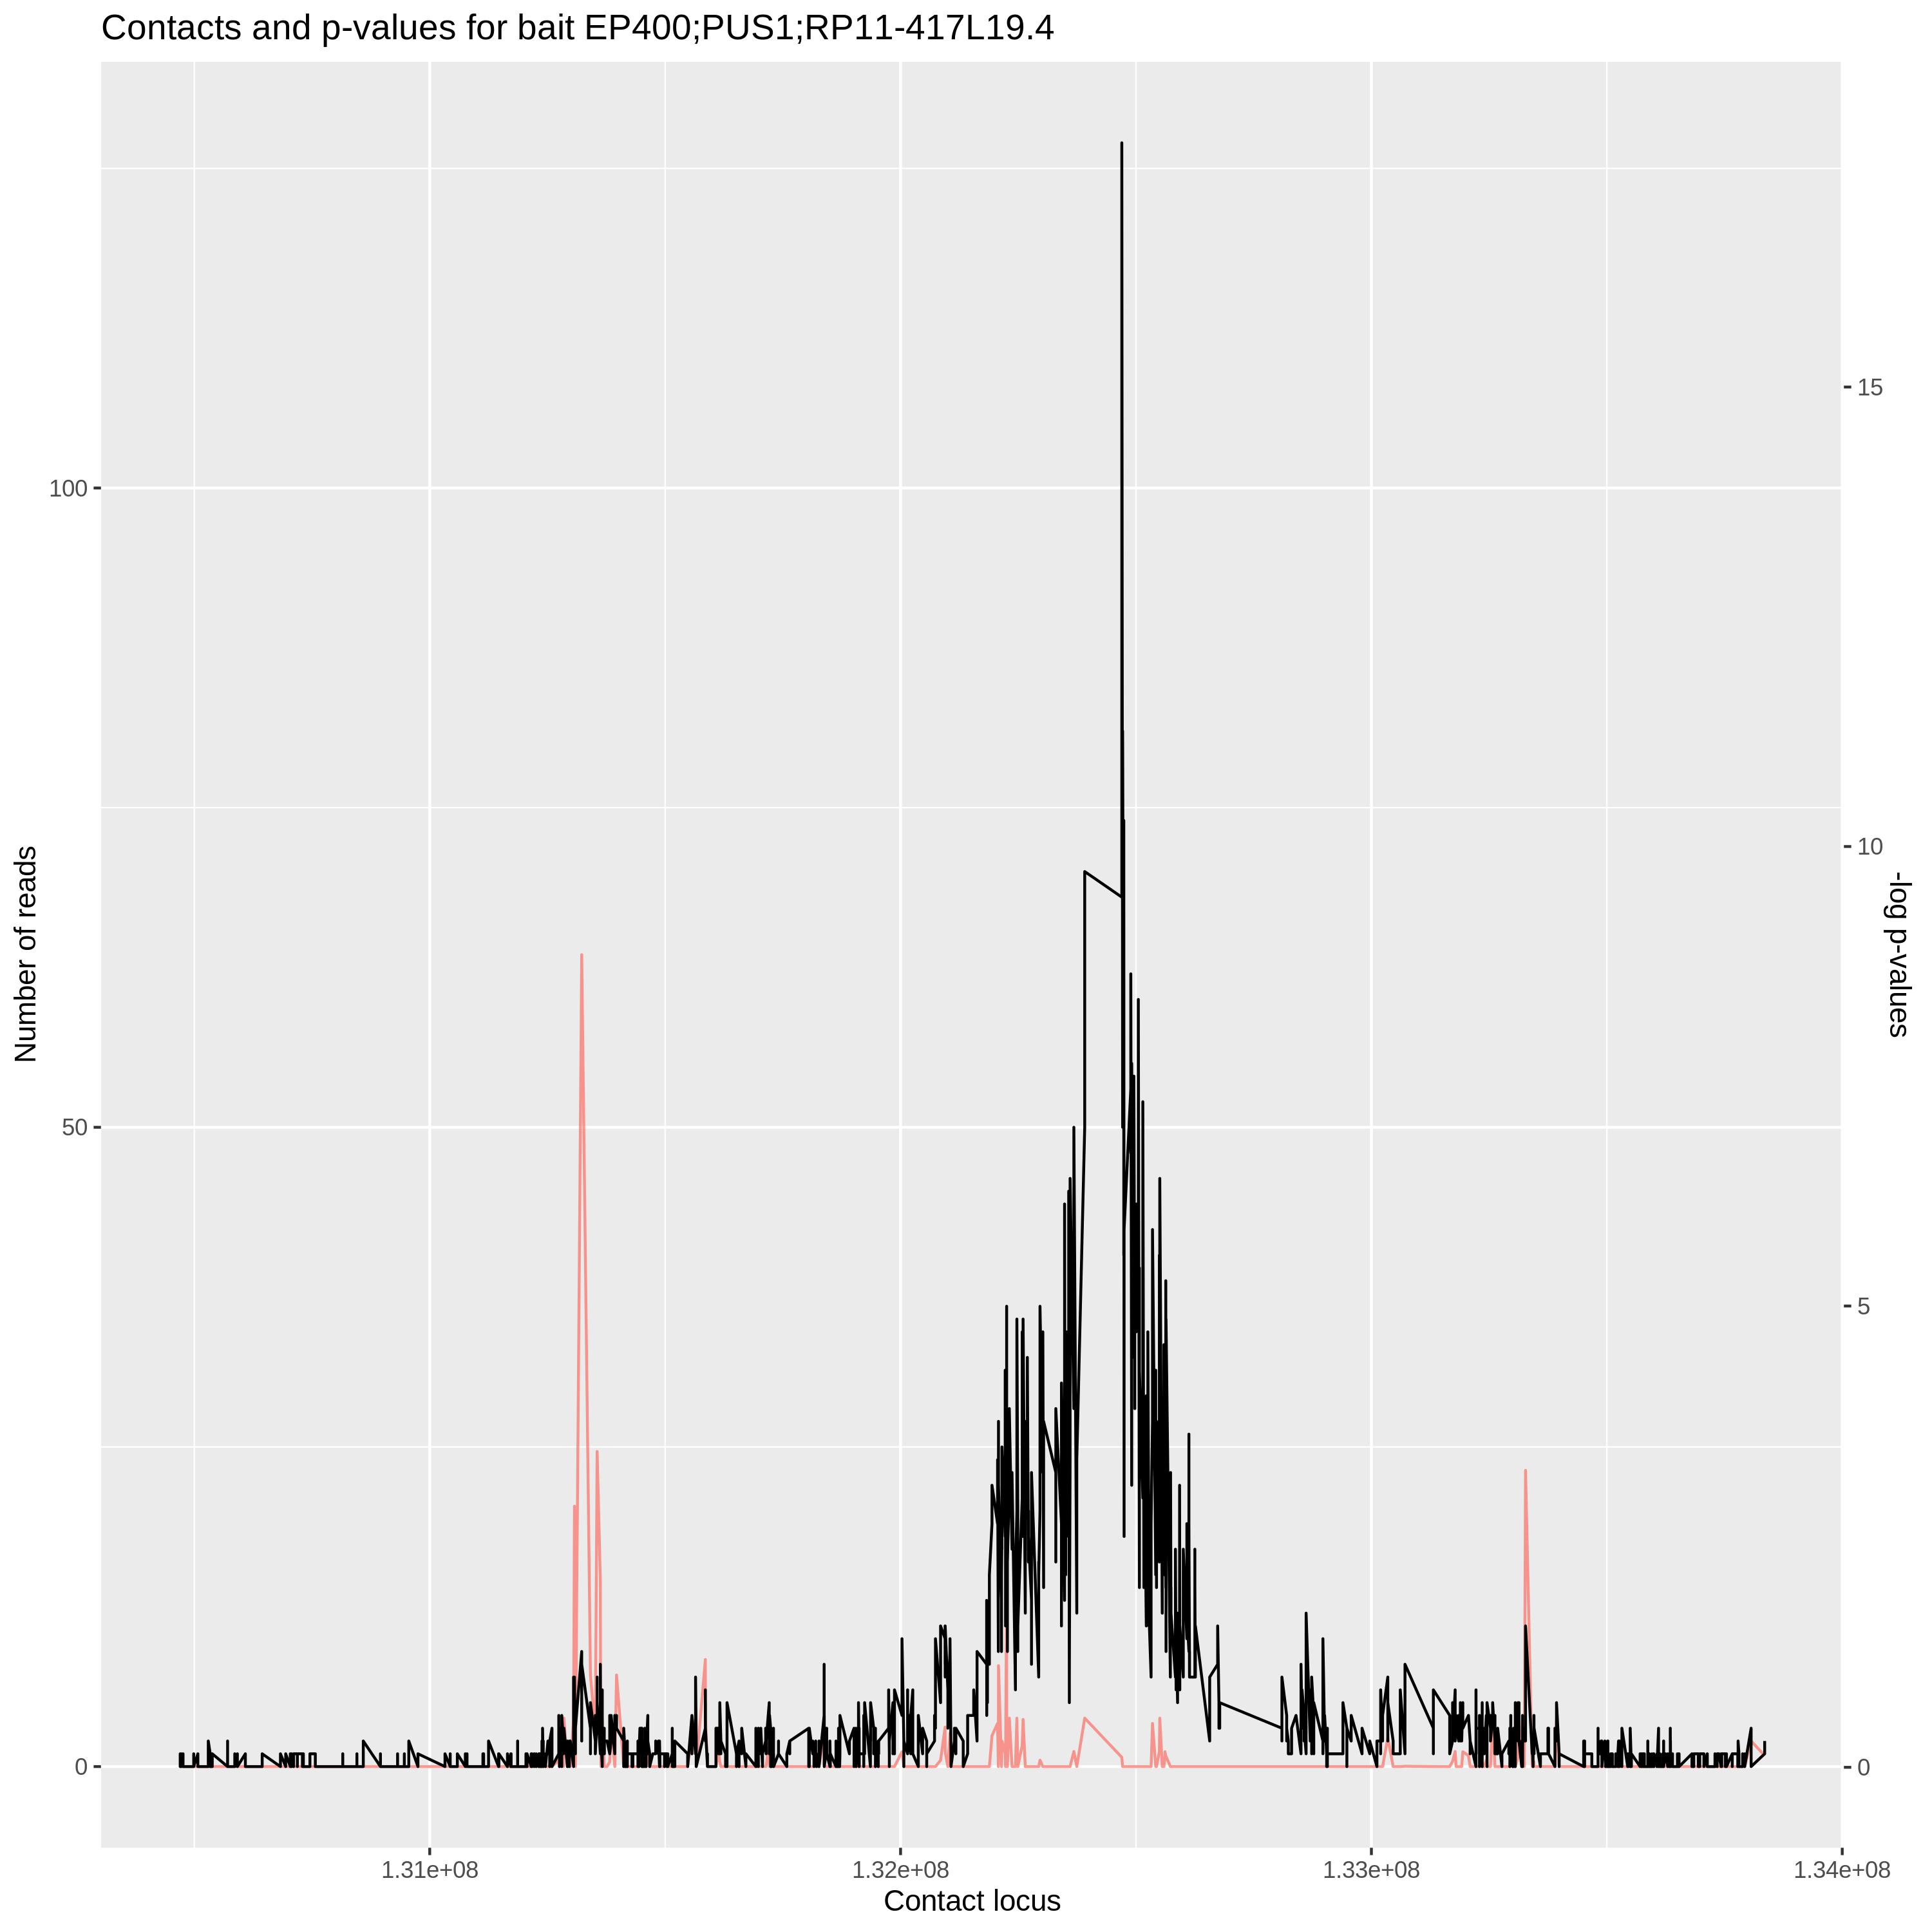 Contacts and p-values for bait EP400;PUS1;RP11-417L19.4
Number of reads
100
50
0
15
10
5
0
-log p-values
1.31e+08 1.32e+08 1.33e+08 1.34e+08
Contact locus